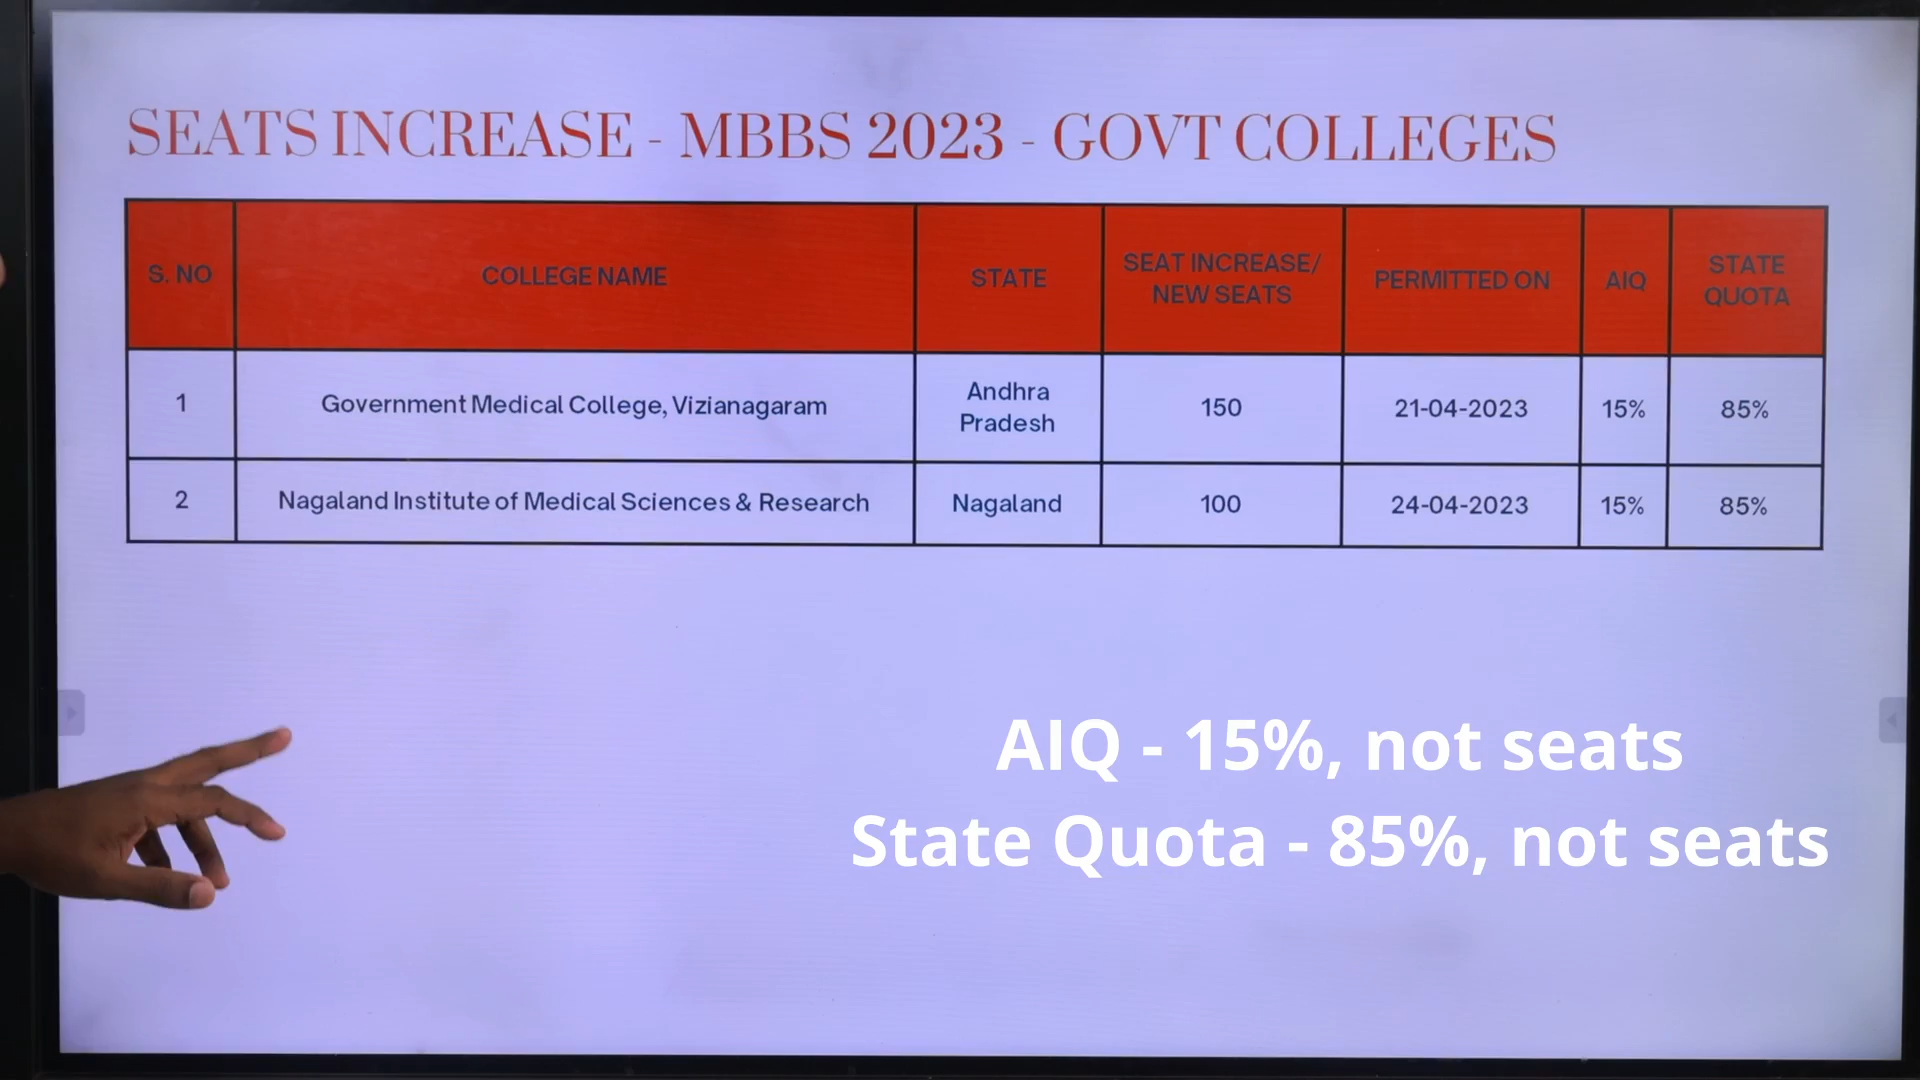 SEATS INCREASE - MBBS 2023 - GOVT COLLEGES
S. NO COLLEGE NAME STATE SEAT INCREASE/ NEW SEATS PERMITTED ON AIQ STATE QUOTA
1 Government Medical College, Vizianagaram Andhra Pradesh 150 21-04-2023 15% 85%
2 Nagaland Institute of Medical Sciences & Research Nagaland 100 24-04-2023 15% 85%
AIQ - 15%, not seats
State Quota - 85%, not seats